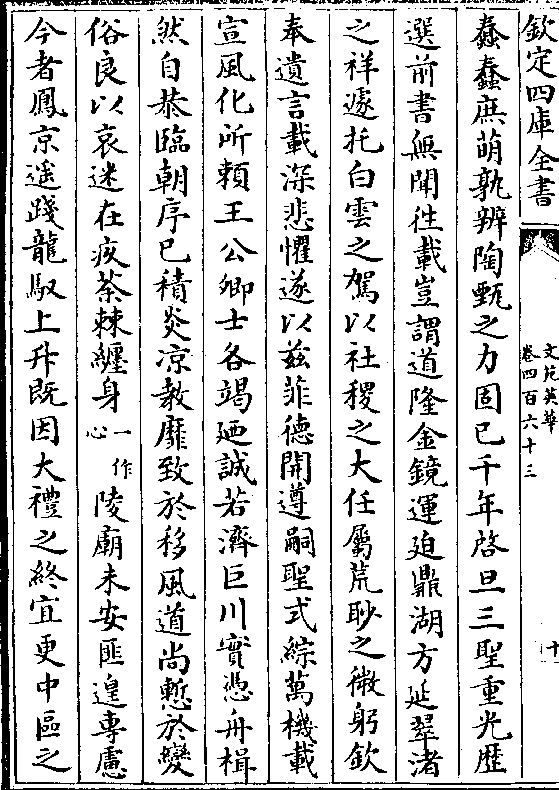 欽定四庫全書
文苑英華
卷四百六十三
十
蠢蠢庶萌孰辨陶甄之力固已千年啓旦三聖重光歴
選前書無聞徃載豈謂道隆金鏡運廹鼎湖方延翠渚
之祥遽托白雲之駕以社稷之大任屬荒眇之微躬欽
奉遺言載深悲懼遂以兹菲德開遵嗣聖式綜萬機載
宣風化所頼王公卿士各竭廼誠若濟巨川實憑舟楫
然自恭臨朝序已積炎凉教靡致於移風道尚慙於變
俗良以哀迷在疚荼棘纒身一作心陵廟未安匪遑專慮
今者鳳京遥踐龍馭上升既因大禮之終宜更中區之